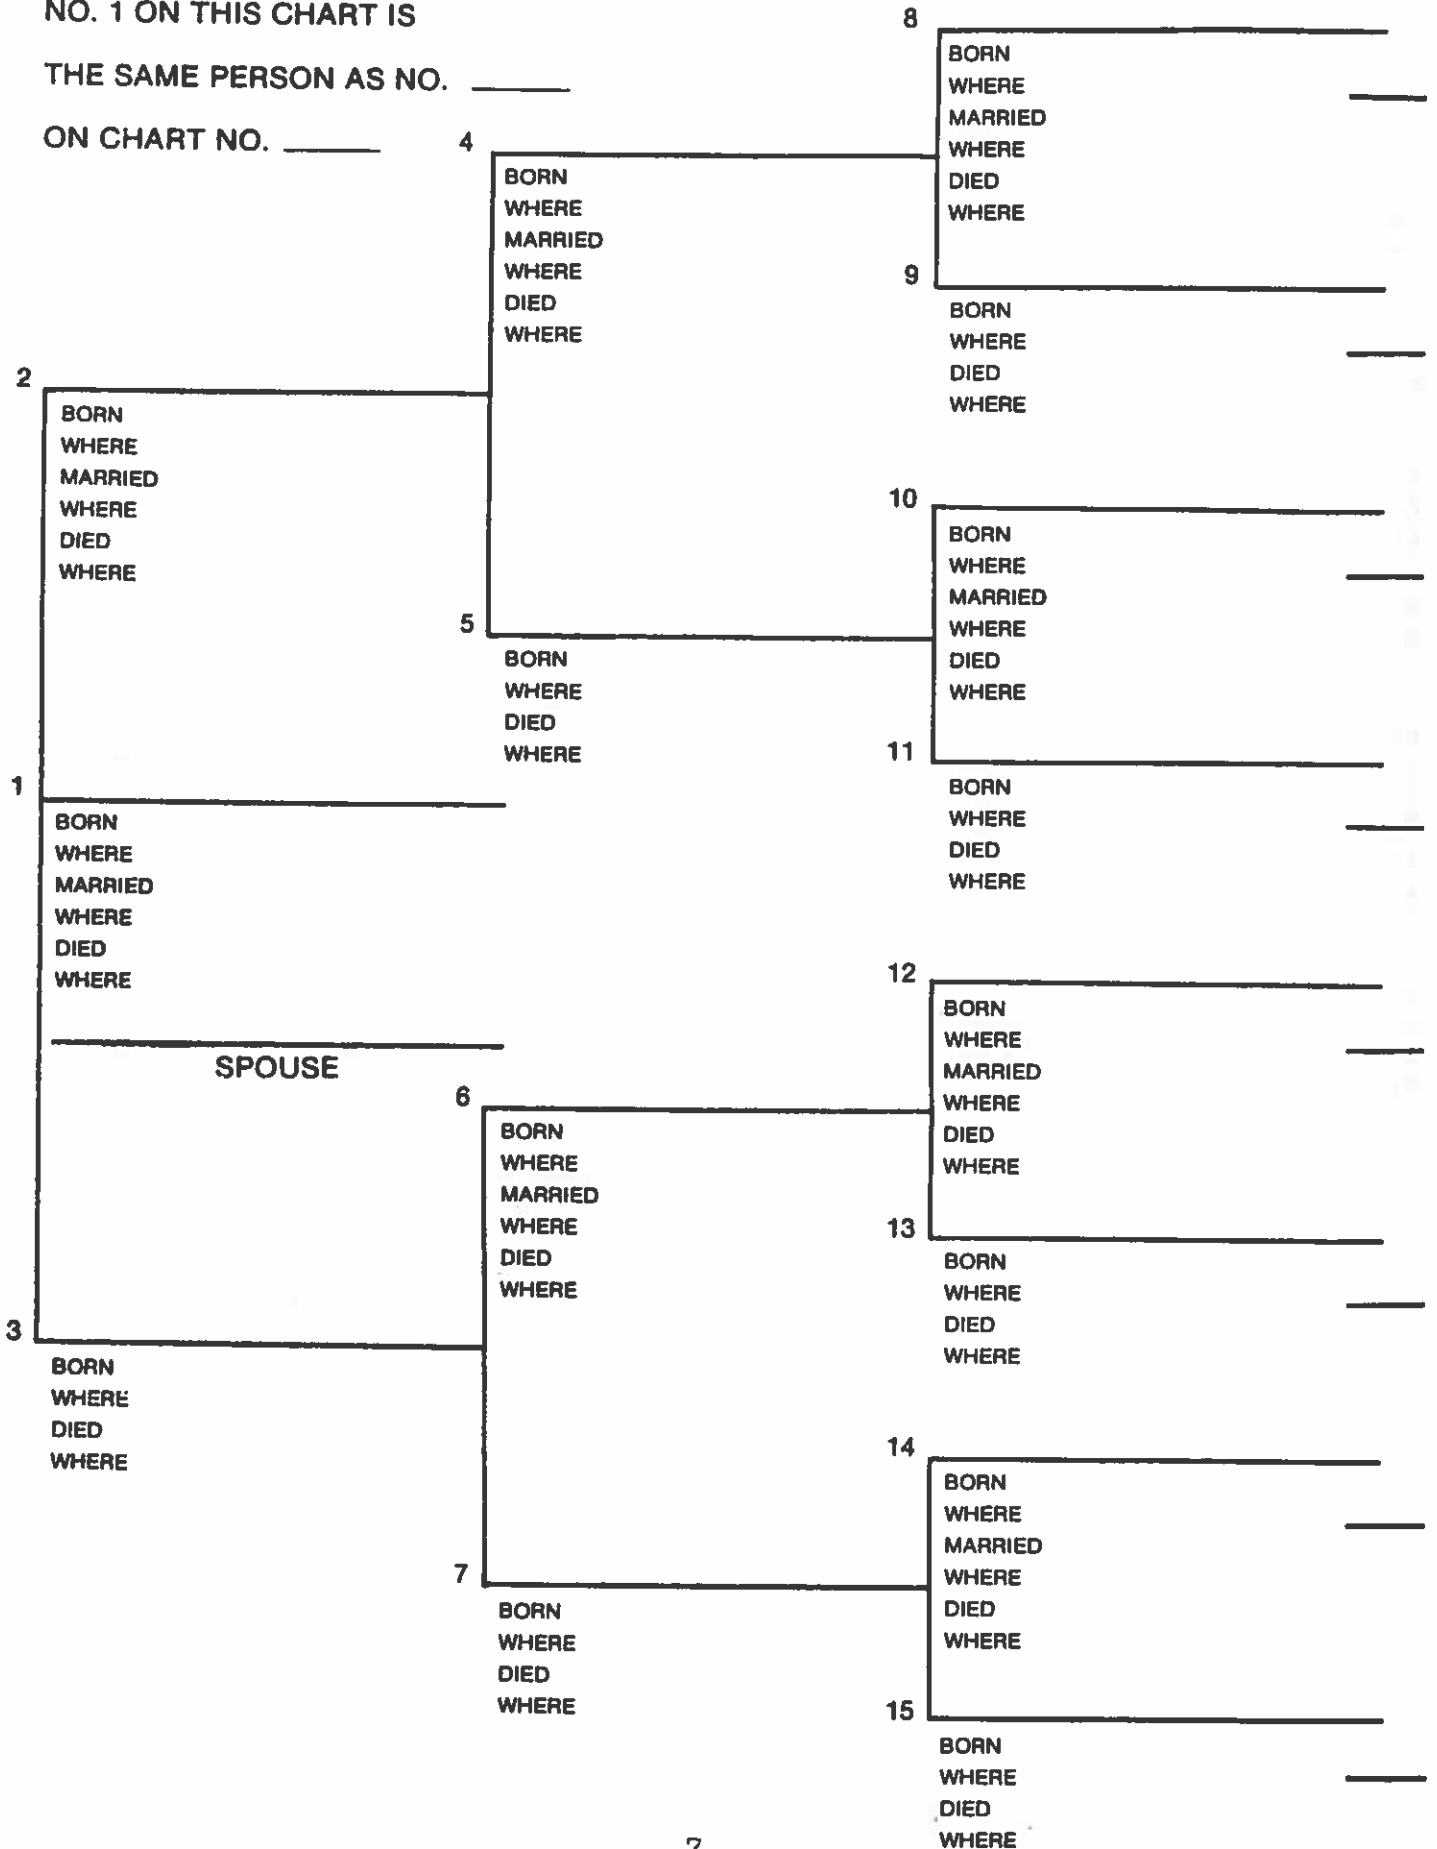 NO. 1 ON THIS CHART IS
THE SAME PERSON AS NO.
ON CHART NO.
8
BORN
WHERE
MARRIED
WHERE
DIED
WHERE
4
BORN
WHERE
MARRIED
WHERE
DIED
WHERE
9
BORN
WHERE
DIED
WHERE
2
BORN
WHERE
MARRIED
WHERE
DIED
WHERE
10
BORN
WHERE
MARRIED
WHERE
DIED
WHERE
5
BORN
WHERE
DIED
WHERE
11
BORN
WHERE
DIED
WHERE
1
BORN
WHERE
MARRIED
WHERE
DIED
WHERE
SPOUSE
12
BORN
WHERE
MARRIED
WHERE
DIED
WHERE
6
BORN
WHERE
MARRIED
WHERE
DIED
WHERE
13
BORN
WHERE
DIED
WHERE
3
BORN
WHERE
DIED
WHERE
14
BORN
WHERE
MARRIED
WHERE
DIED
WHERE
7
BORN
WHERE
DIED
WHERE
15
BORN
WHERE
DIED
WHERE
7